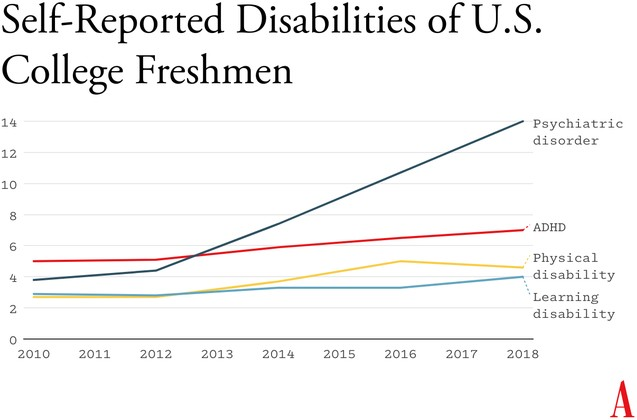 Self-Reported Disabilities of U.S.
College Freshmen
14
12
10
8
6
4
2
0
Psychiatric
disorder
ADHD
Physical
disability
Learning
disability
2010 2011 2012 2013 2014 2015 2016 2017 2018
A